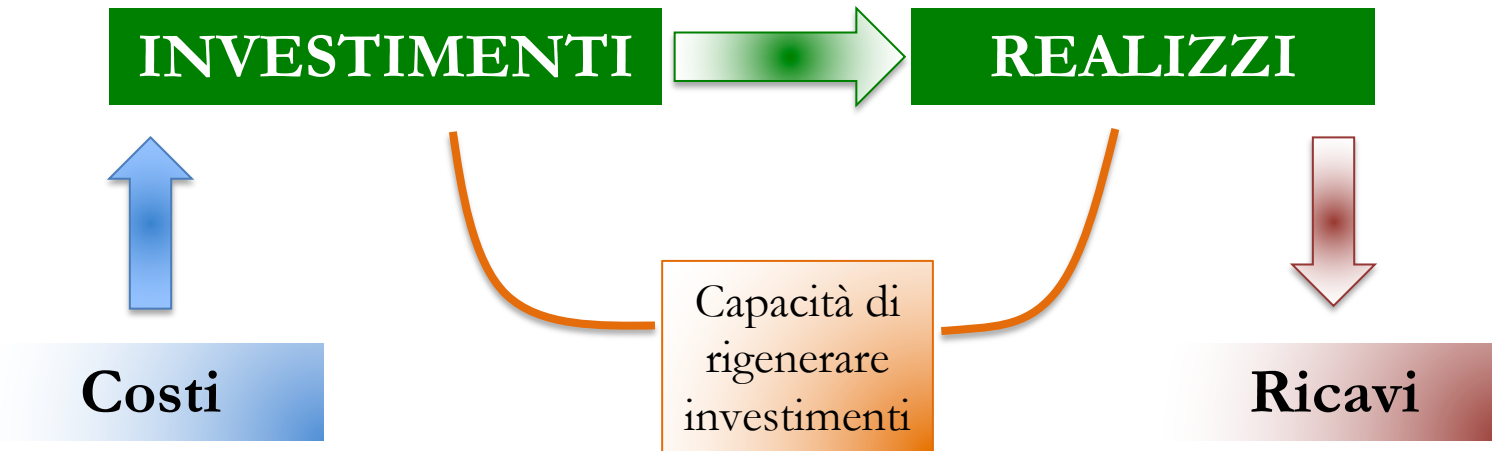 INVESTIMENTI
REALIZZI
Capacità di
rigenerare
investimenti
Costi
Ricavi